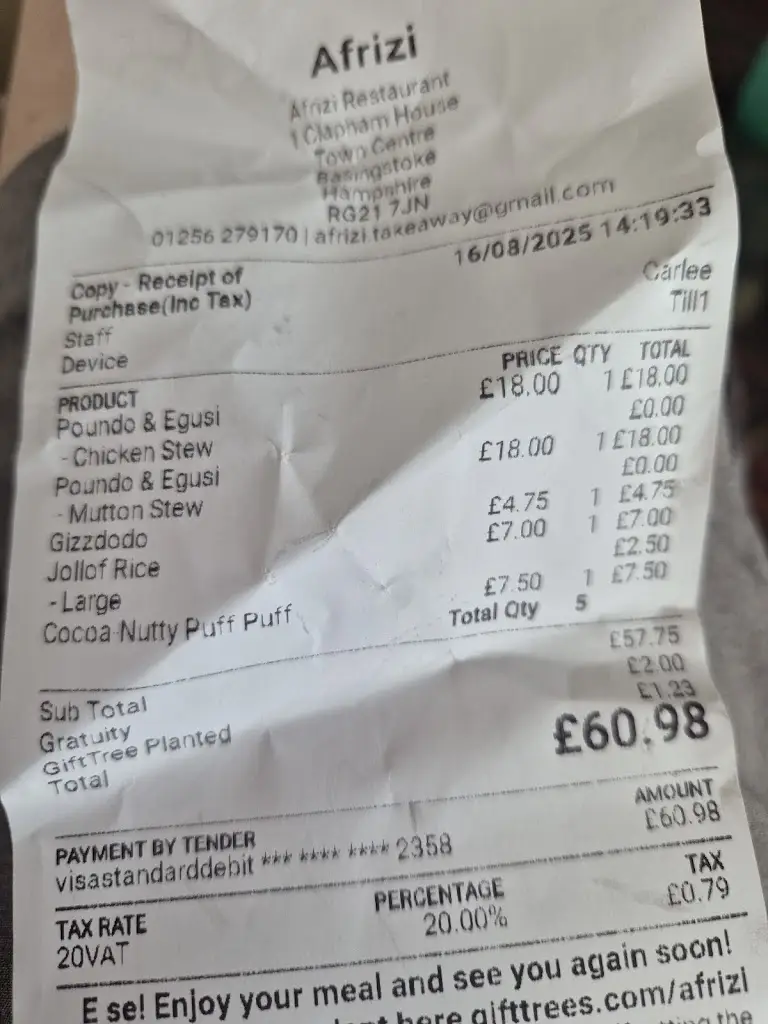 Afrizi
Afrizi Restaurant
1 Clapham House
Town Centre
Basingstoke
Hampshire
RG21 7JN
01256 279170 | afrizi.takeaway@gmail.com
16/08/2025 14:19:33
Copy - Receipt of
Purchase(Inc Tax)
Staff Carlee
Device Till1
PRODUCT PRICE QTY TOTAL
Poundo & Egusi £18.00 1 £18.00
- Chicken Stew £0.00
Poundo & Egusi £18.00 1 £18.00
- Mutton Stew £0.00
Gizzdodo £4.75 1 £4.75
Jollof Rice £7.00 1 £7.00
- Large £2.50
Cocoa Nutty Puff Puff £7.50 1 £7.50
Total Qty 5
Sub Total £57.75
Gratuity £2.00
GiftTree Planted £1.23
Total £60.98
PAYMENT BY TENDER AMOUNT
visastandarddebit *** **** **** 2358 £60.98
TAX RATE PERCENTAGE TAX
20VAT 20.00% £0.79
E se! Enjoy your meal and see you again soon!
here gifttrees.com/afrizi
the